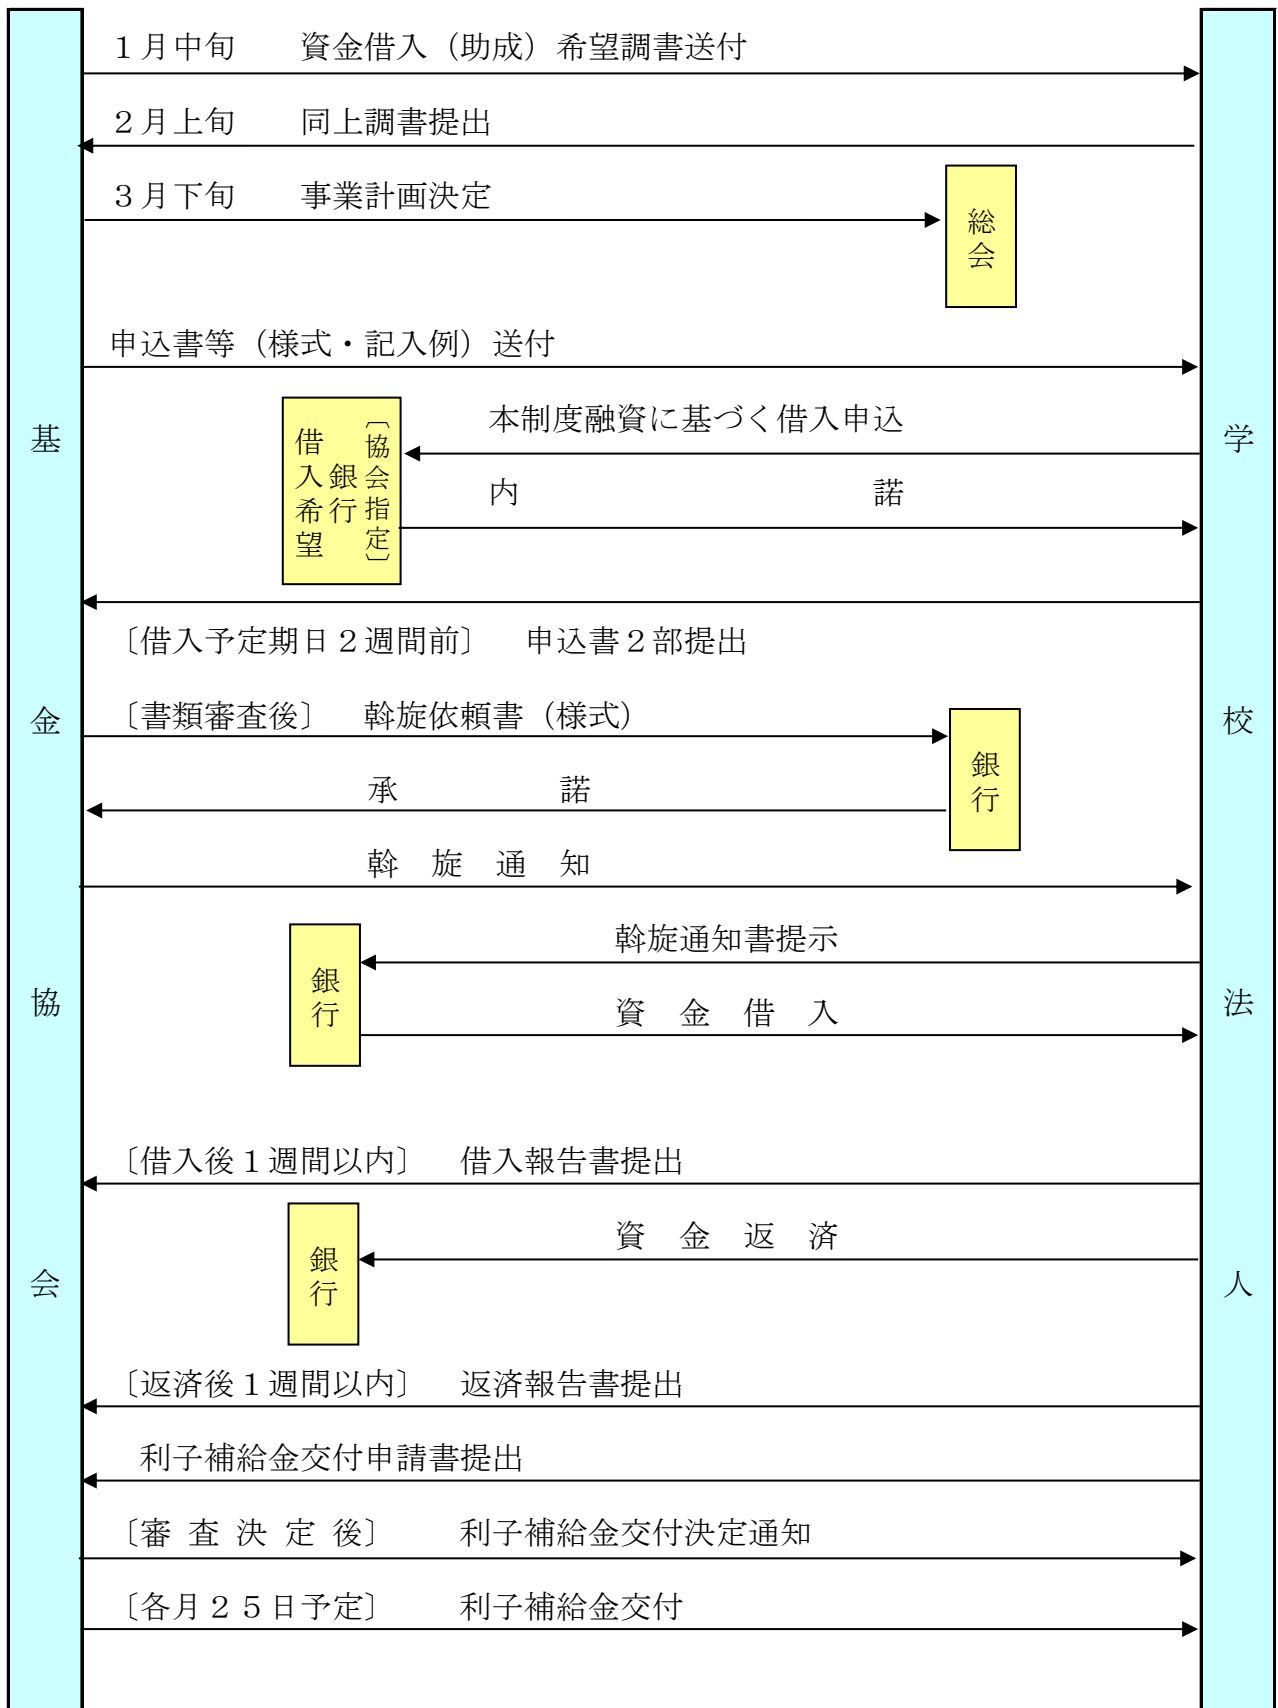 １月中旬　　資金借入（助成）希望調書送付
２月上旬　　同上調書提出
３月下旬　　事業計画決定
総会
申込書等（様式・記入例）送付
本制度融資に基づく借入申込
借入希望
銀行
〔協会指定〕
内　　　　　　　　　　　諾
〔借入予定期日２週間前〕　申込書２部提出
〔書類審査後〕　斡旋依頼書（様式）
銀行
承　　　　　諾
斡　旋　通　知
斡旋通知書提示
銀行
資　金　借　入
〔借入後１週間以内〕　借入報告書提出
資　金　返　済
銀行
〔返済後１週間以内〕　返済報告書提出
利子補給金交付申請書提出
〔審 査 決 定 後〕　　利子補給金交付決定通知
〔各月２５日予定〕　　利子補給金交付
基金協会
学校法人